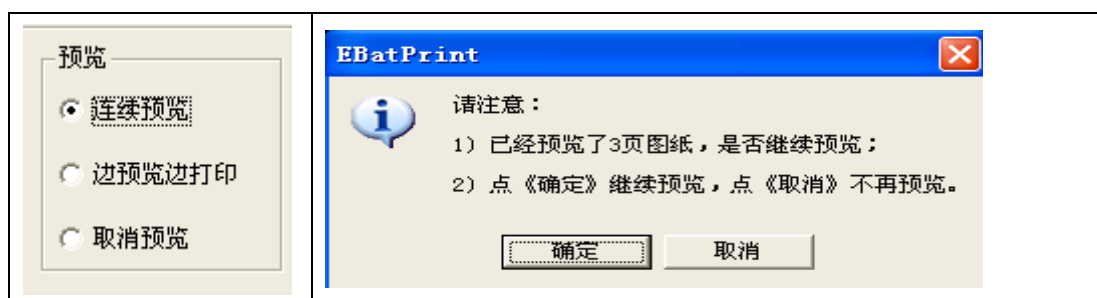 预览
连续预览
边预览边打印
取消预览
EBatPrint
请注意：
1) 已经预览了3页图纸，是否继续预览；
2) 点《确定》继续预览，点《取消》不再预览。
确定
取消